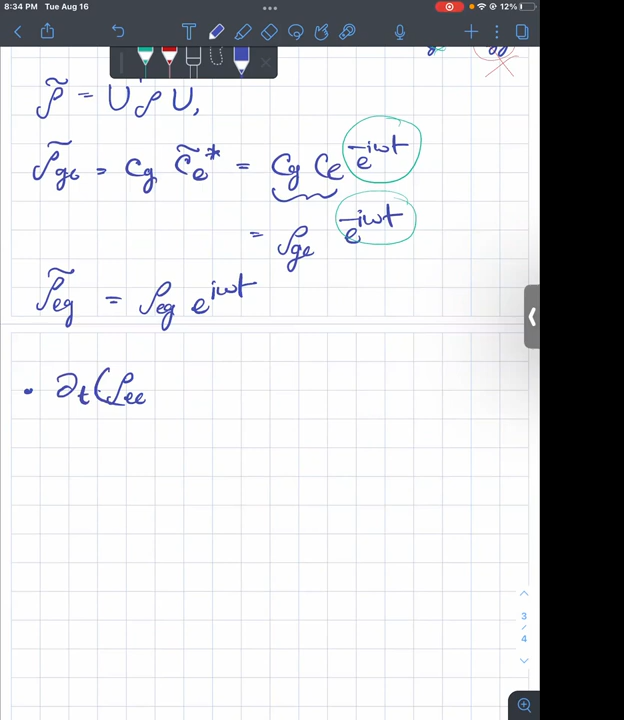 8:34 PM Tue Aug 16
12%
ρ̃ = U†ρ U,
ρ̃ge = Cg C̃e* = Cg Ce e^-iωt
= ρge e^-iωt
ρ̃eg = ρeg e^iωt
• ∂t(ρee
3
/
4